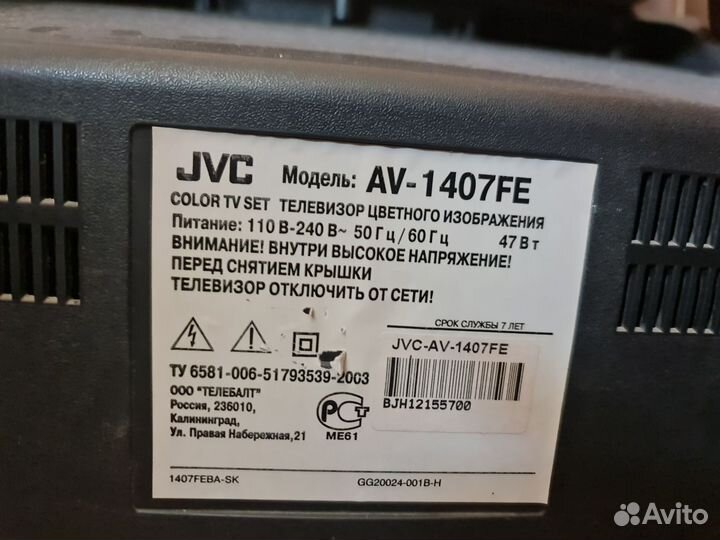 JVC Модель: AV-1407FE
COLOR TV SET ТЕЛЕВИЗОР ЦВЕТНОГО ИЗОБРАЖЕНИЯ
Питание: 110 В-240 В~ 50 Гц / 60 Гц 47 Вт
ВНИМАНИЕ! ВНУТРИ ВЫСОКОЕ НАПРЯЖЕНИЕ!
ПЕРЕД СНЯТИЕМ КРЫШКИ
ТЕЛЕВИЗОР ОТКЛЮЧИТЬ ОТ СЕТИ!
СРОК СЛУЖБЫ 7 ЛЕТ
JVC-AV-1407FE
BJH12155700
ТУ 6581-006-51793539-2003
ООО "ТЕЛЕБАЛТ"
Россия, 236010,
Калининград,
Ул. Правая Набережная,21
РСТ
МЕ61
1407FEBA-SK
GG20024-001B-H
Avito